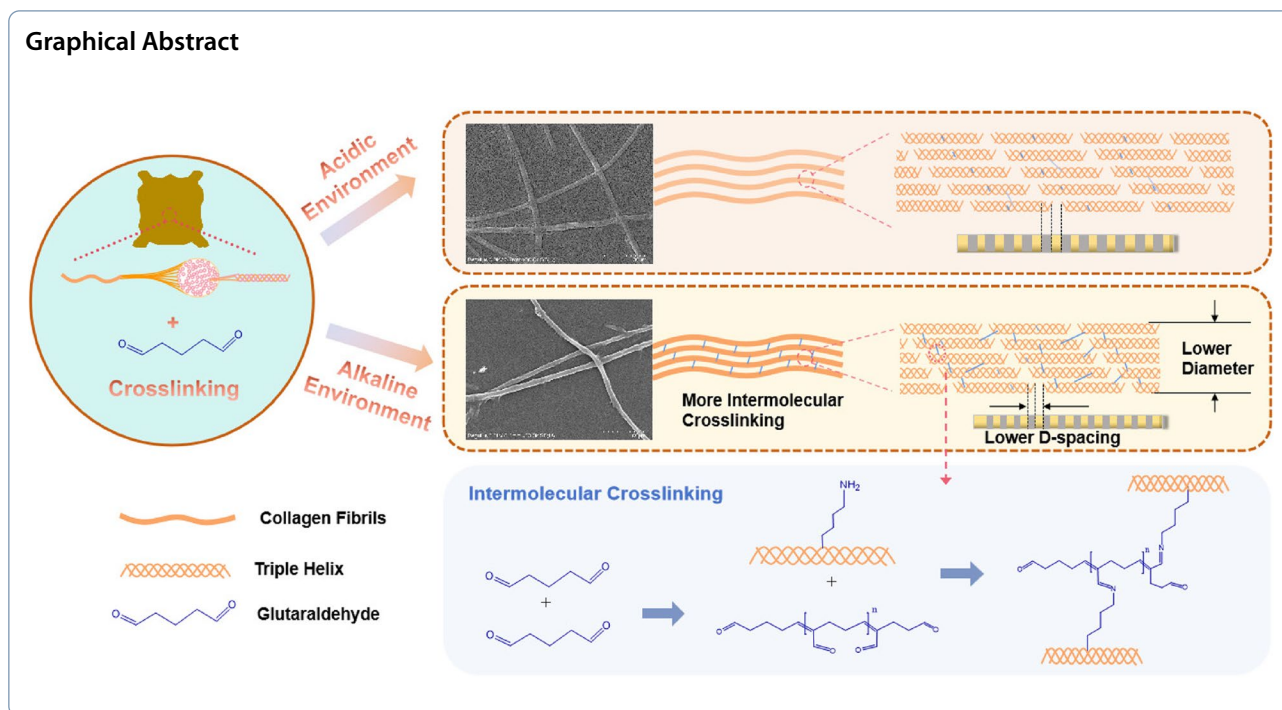 Graphical Abstract
Acidic
Environment
O
O
+
Crosslinking
Alkaline
Environment
More Intermolecular
Crosslinking
Lower
Diameter
Lower D-spacing
Collagen Fibrils
Triple Helix
O
O
Glutaraldehyde
Intermolecular Crosslinking
NH2
O
O
+
O
O
+
n
O
O
O
O
N
n
O
O
N